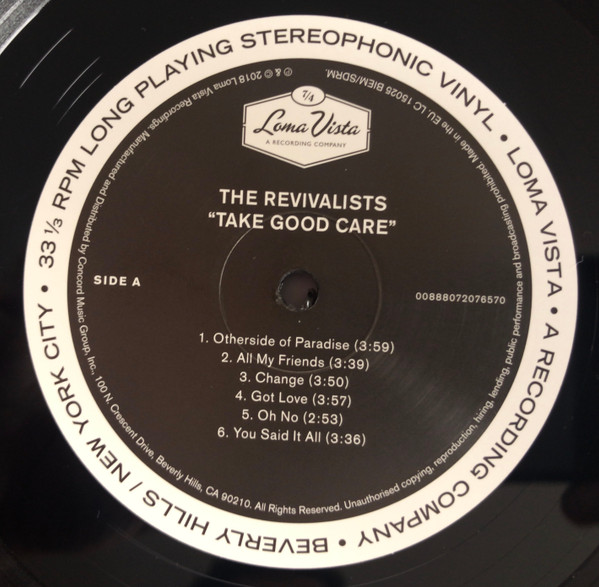 33 1/3 RPM LONG PLAYING STEREOPHONIC VINYL • LOMA VISTA • A RECORDING COMPANY • BEVERLY HILLS / NEW YORK CITY •
℗ & © 2018 Loma Vista Recordings. Manufactured and Distributed by Concord Music Group, Inc., 100 N. Crescent Drive, Beverly Hills, CA 90210. All Rights Reserved. Unauthorised copying, reproduction, hiring, lending, public performance and broadcasting prohibited. Made in the EU. LC 15025 BIEM/SDRM.
7/4
Loma Vista
A RECORDING COMPANY
THE REVIVALISTS
“TAKE GOOD CARE”
SIDE A
00888072076570
1. Otherside of Paradise (3:59)
2. All My Friends (3:39)
3. Change (3:50)
4. Got Love (3:57)
5. Oh No (2:53)
6. You Said It All (3:36)